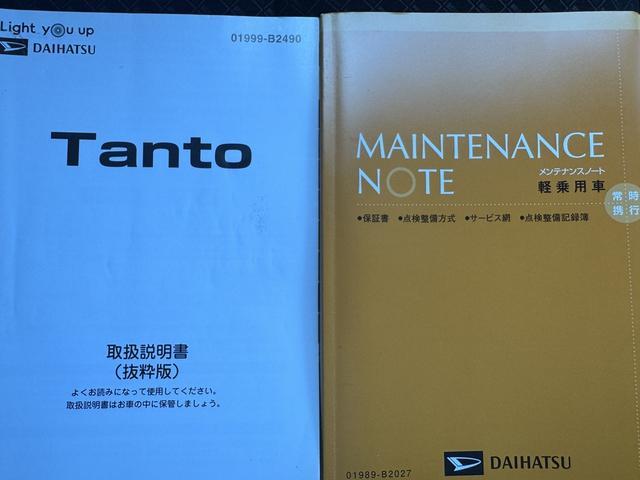 Light you up
DAIHATSU
01999-B2490
Tanto
取扱説明書
（抜粋版）
よくお読みになって使用してください。
取扱説明書はお車の中に保管しましょう。
MAINTENANCE
NOTE
メンテナンスノート
軽乗用車
常時
携行
●保証書 ●点検整備方式 ●サービス網 ●点検整備記録簿
DAIHATSU
01989-B2027